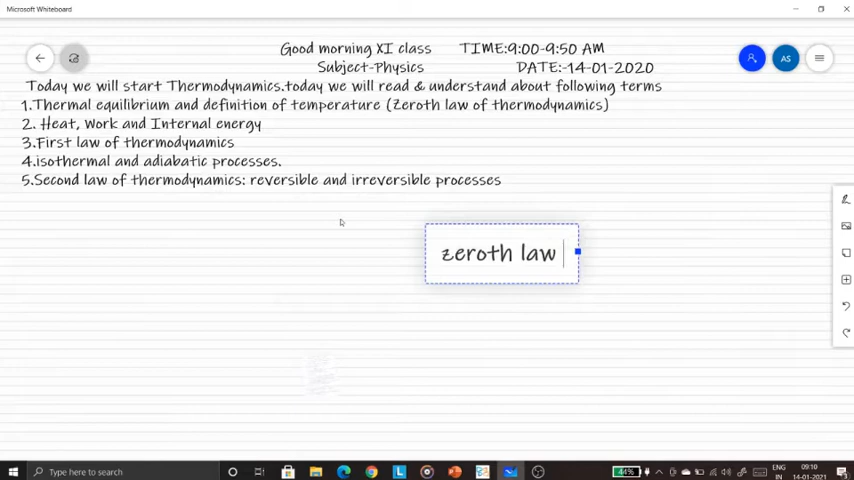 Microsoft Whiteboard
Good morning XI class TIME:9:00-9:50 AM
Subject-Physics DATE:-14-01-2020
Today we will start Thermodynamics.today we will read & understand about following terms
1.Thermal equilibrium and definition of temperature (Zeroth law of thermodynamics)
2. Heat, Work and Internal energy
3.First law of thermodynamics
4.isothermal and adiabatic processes.
5.Second law of thermodynamics: reversible and irreversible processes
AS
zeroth law
Type here to search
L
44%
ENG
IN
09:10
14-01-2021